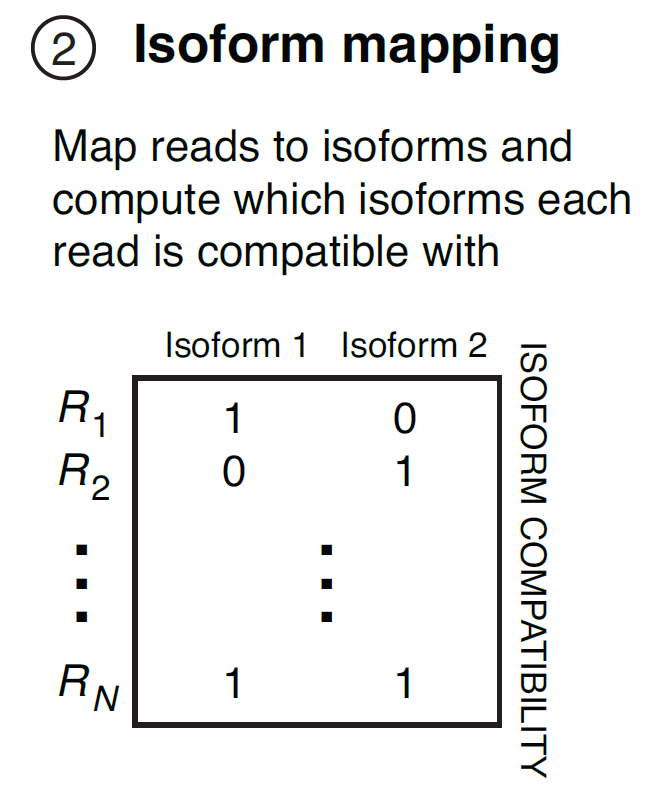 2 Isoform mapping
Map reads to isoforms and
compute which isoforms each
read is compatible with
Isoform 1 Isoform 2
R1 1 0
R2 0 1
RN 1 1
ISOFORM COMPATIBILITY